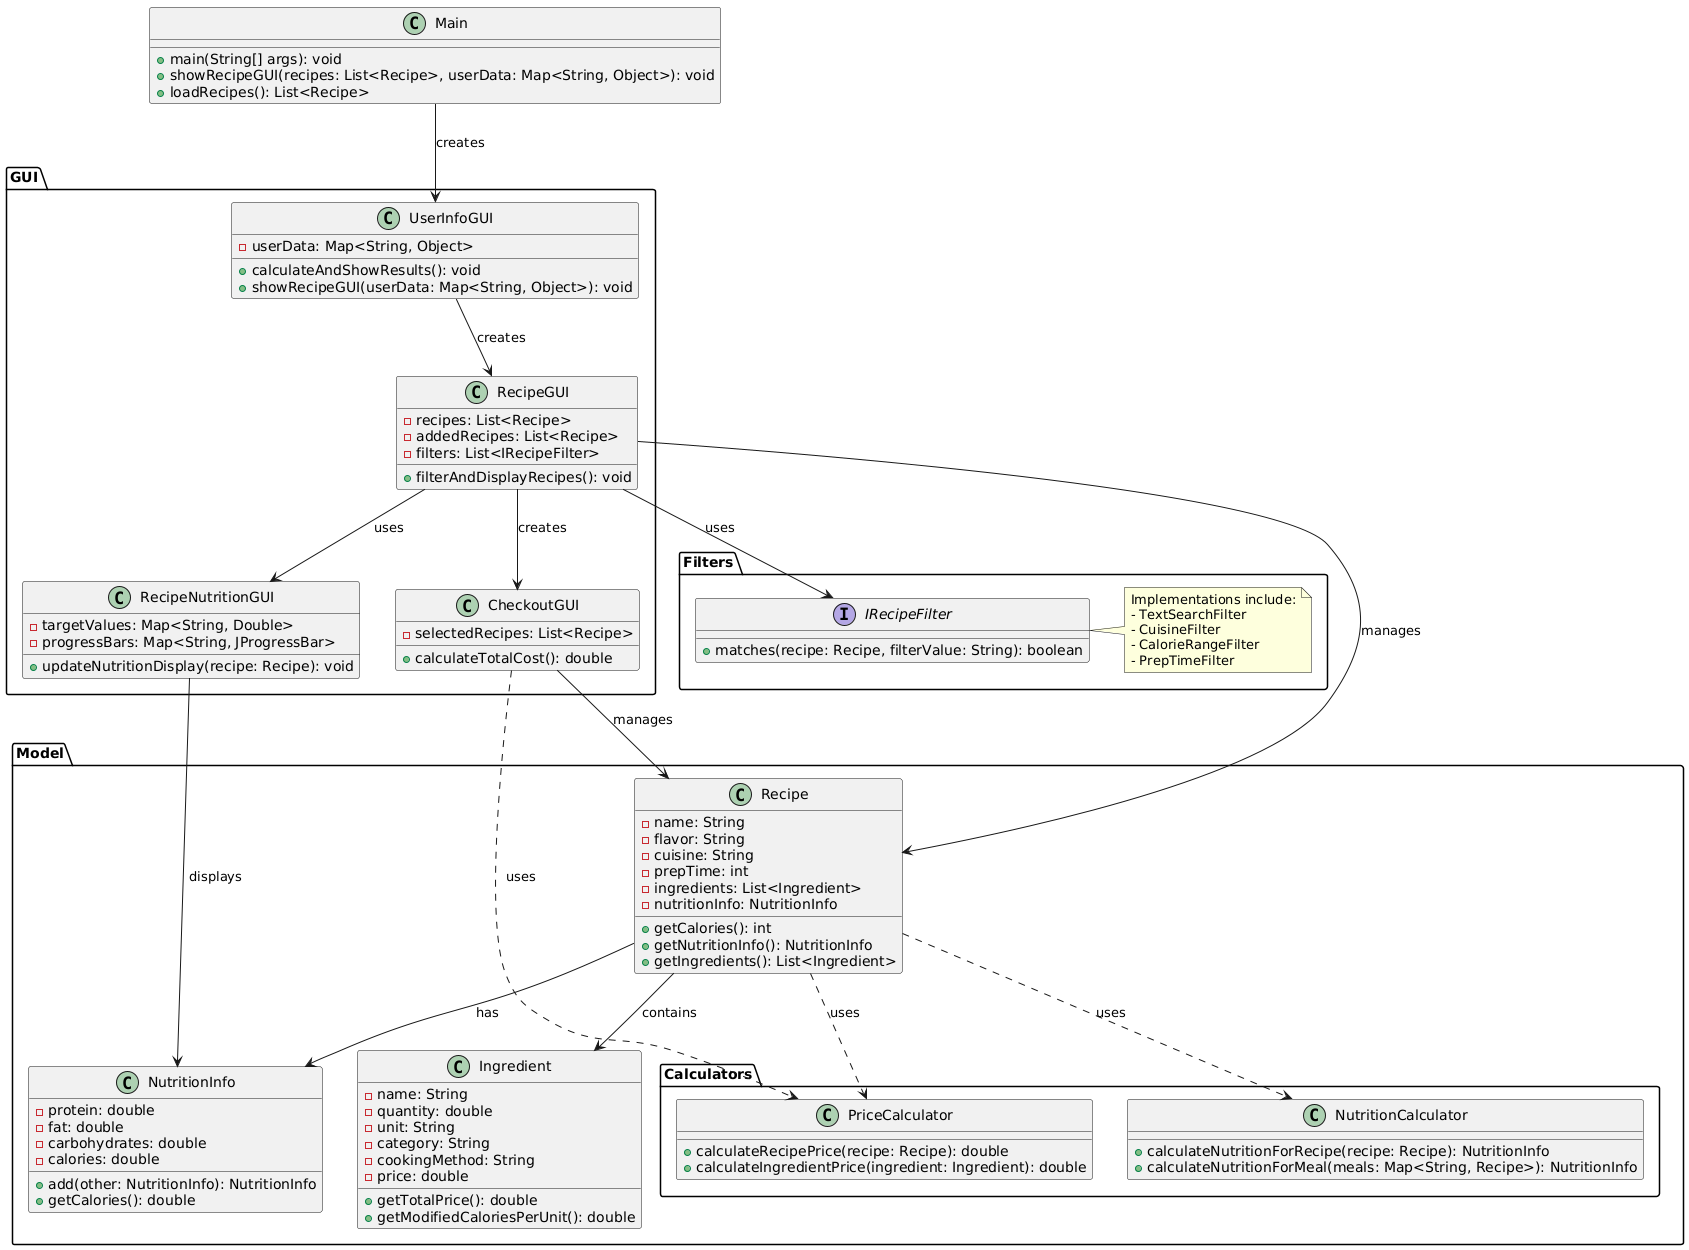 C Main
main(String[] args): void
showRecipeGUI(recipes: List<Recipe>, userData: Map<String, Object>): void
loadRecipes(): List<Recipe>
creates
GUI
C UserInfoGUI
userData: Map<String, Object>
calculateAndShowResults(): void
showRecipeGUI(userData: Map<String, Object>): void
creates
C RecipeGUI
recipes: List<Recipe>
addedRecipes: List<Recipe>
filters: List<IRecipeFilter>
filterAndDisplayRecipes(): void
uses
creates
uses
manages
C RecipeNutritionGUI
targetValues: Map<String, Double>
progressBars: Map<String, JProgressBar>
updateNutritionDisplay(recipe: Recipe): void
C CheckoutGUI
selectedRecipes: List<Recipe>
calculateTotalCost(): double
Filters
I IRecipeFilter
matches(recipe: Recipe, filterValue: String): boolean
Implementations include:
- TextSearchFilter
- CuisineFilter
- CalorieRangeFilter
- PrepTimeFilter
manages
displays
uses
Model
C Recipe
name: String
flavor: String
cuisine: String
prepTime: int
ingredients: List<Ingredient>
nutritionInfo: NutritionInfo
getCalories(): int
getNutritionInfo(): NutritionInfo
getIngredients(): List<Ingredient>
has
contains
uses
uses
C NutritionInfo
protein: double
fat: double
carbohydrates: double
calories: double
add(other: NutritionInfo): NutritionInfo
getCalories(): double
C Ingredient
name: String
quantity: double
unit: String
category: String
cookingMethod: String
price: double
getTotalPrice(): double
getModifiedCaloriesPerUnit(): double
Calculators
C PriceCalculator
calculateRecipePrice(recipe: Recipe): double
calculateIngredientPrice(ingredient: Ingredient): double
C NutritionCalculator
calculateNutritionForRecipe(recipe: Recipe): NutritionInfo
calculateNutritionForMeal(meals: Map<String, Recipe>): NutritionInfo